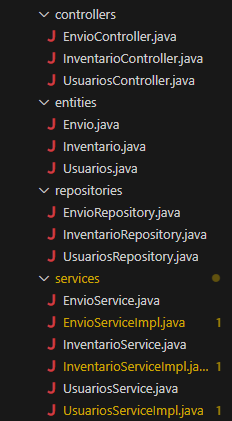 controllers
EnvioController.java
InventarioController.java
UsuariosController.java
entities
Envio.java
Inventario.java
Usuarios.java
repositories
EnvioRepository.java
InventarioRepository.java
UsuariosRepository.java
services
EnvioService.java
EnvioServiceImpl.java 1
InventarioService.java
InventarioServiceImpl.ja... 1
UsuariosService.java
UsuariosServiceImpl.java 1